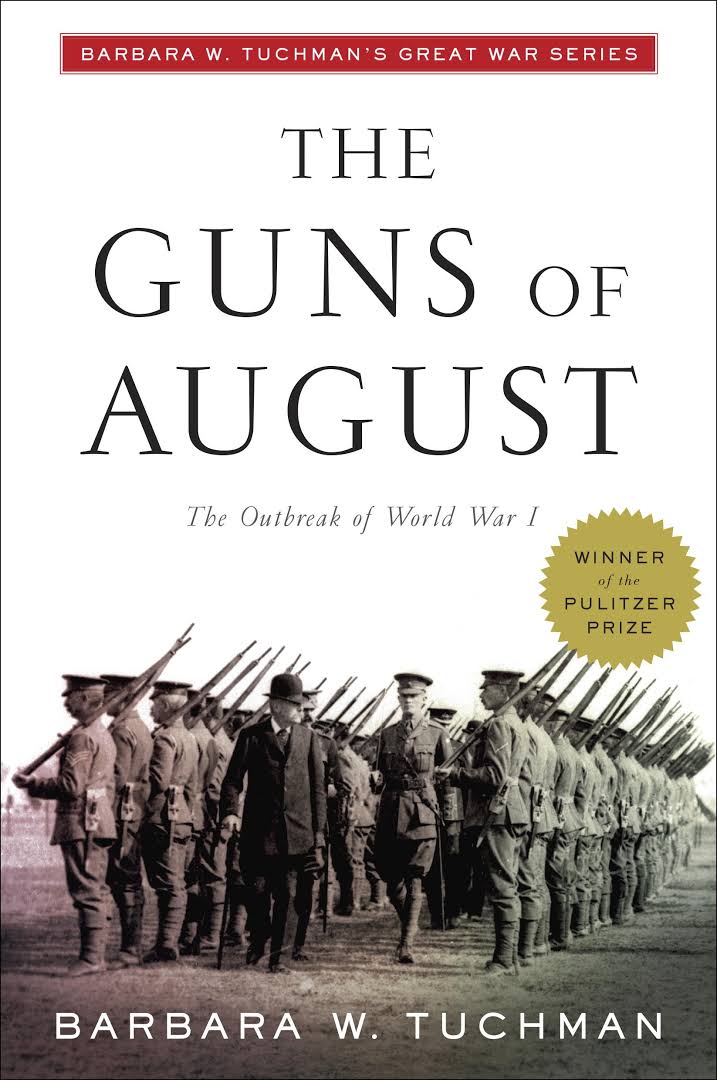 BARBARA W. TUCHMAN'S GREAT WAR SERIES
THE
GUNS OF
AUGUST
The Outbreak of World War I
WINNER
of the
PULITZER
PRIZE
BARBARA W. TUCHMAN